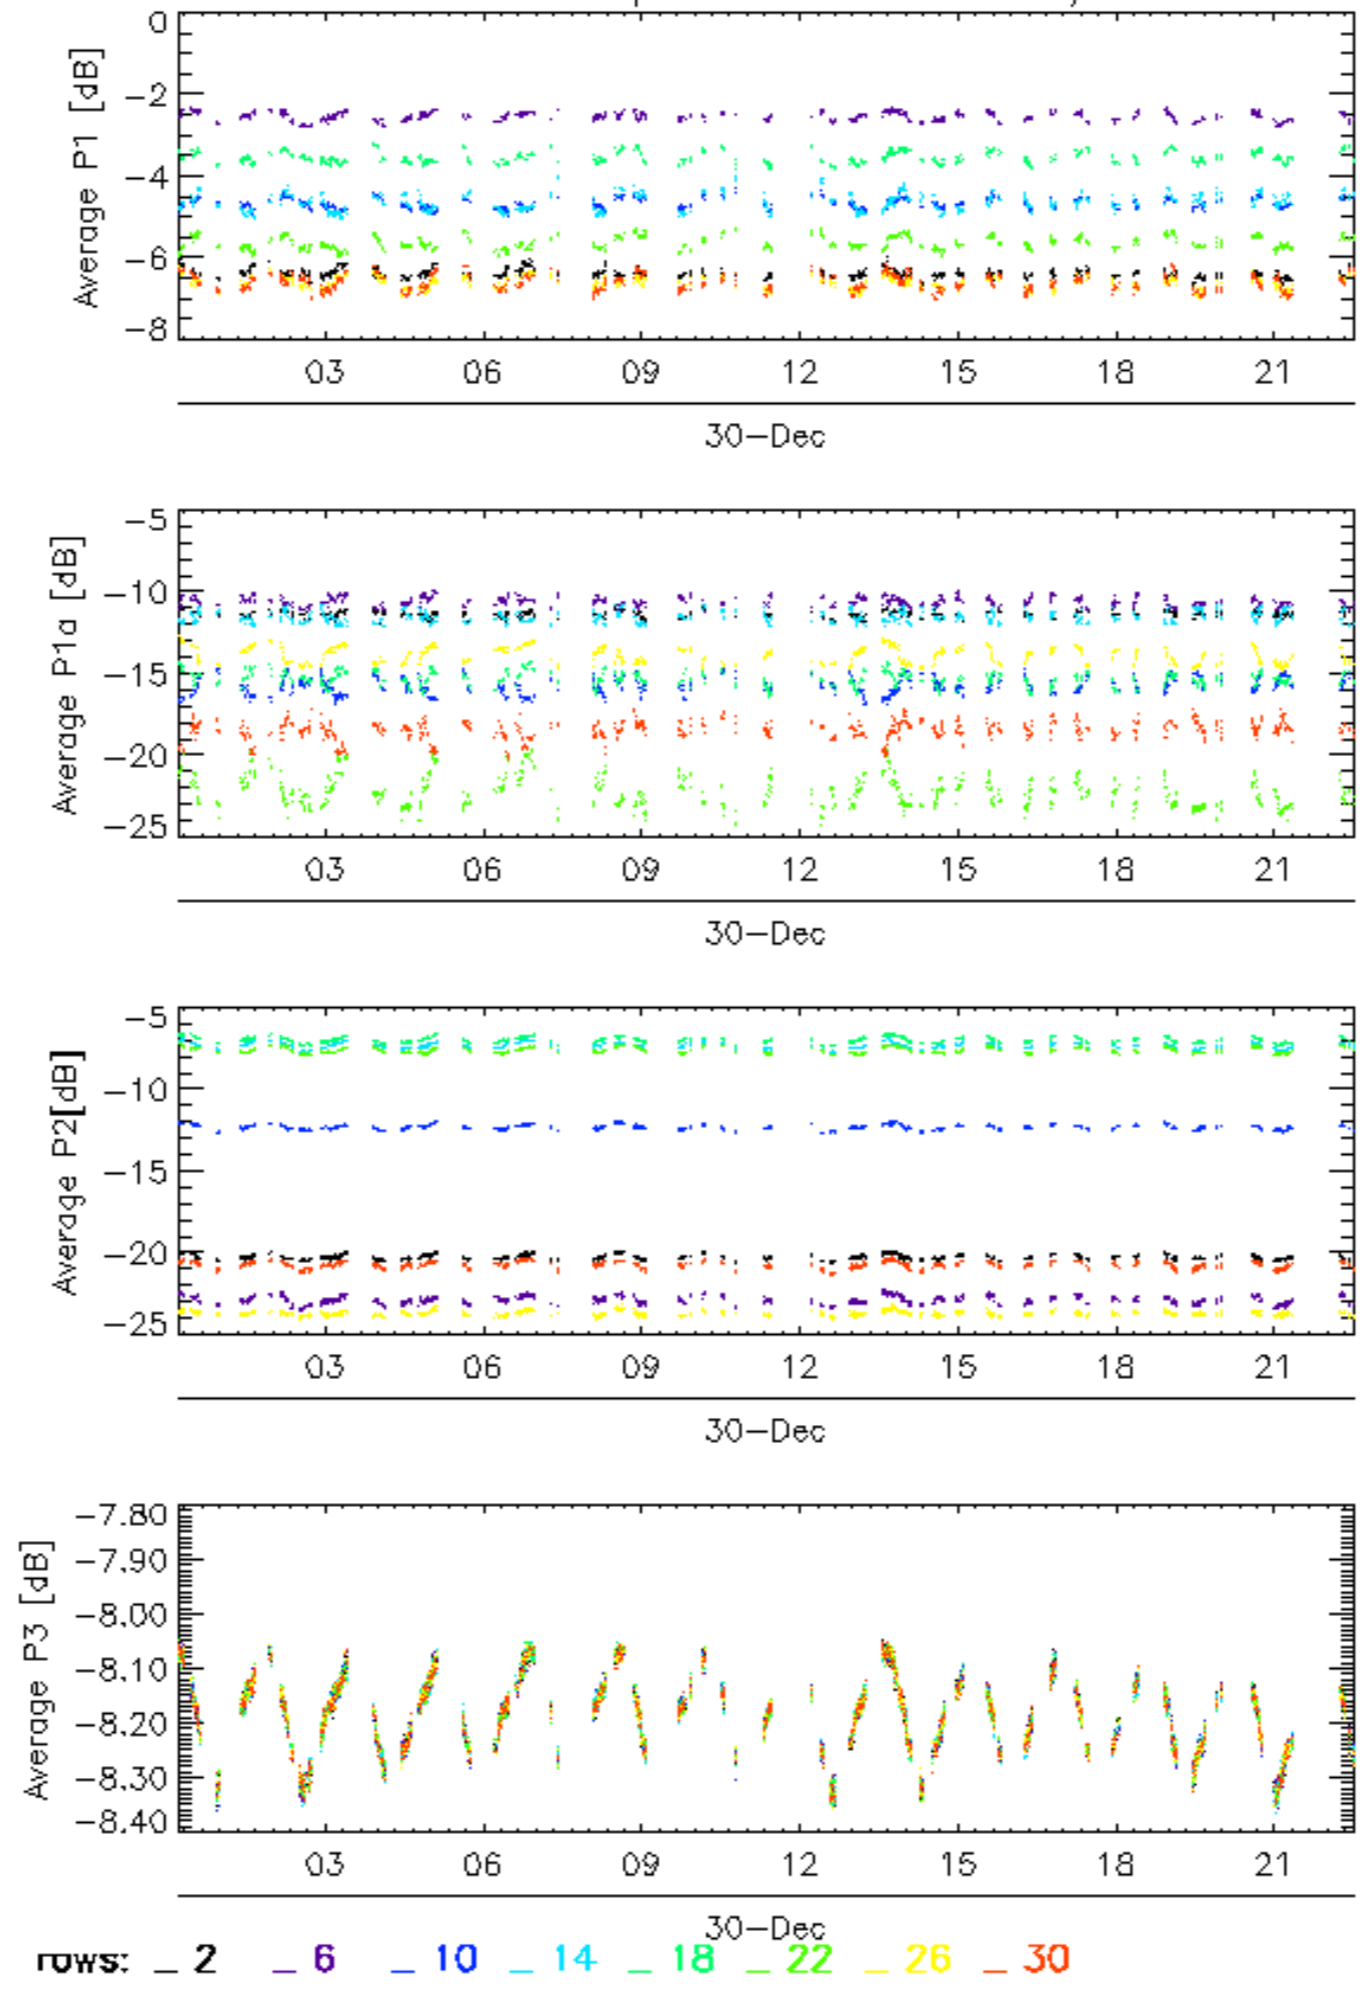 Average P1 [dB]
0
−2
−4
−6
−8
03 06 09 12 15 18 21
30−Dec
Average P1a [dB]
−5
−10
−15
−20
−25
03 06 09 12 15 18 21
30−Dec
Average P2[dB]
−5
−10
−15
−20
−25
03 06 09 12 15 18 21
30−Dec
Average P3 [dB]
−7.80
−7.90
−8.00
−8.10
−8.20
−8.30
−8.40
03 06 09 12 15 18 21
30−Dec
rows: _ 2 _ 6 _ 10 _ 14 _ 18 _ 22 _ 26 _ 30